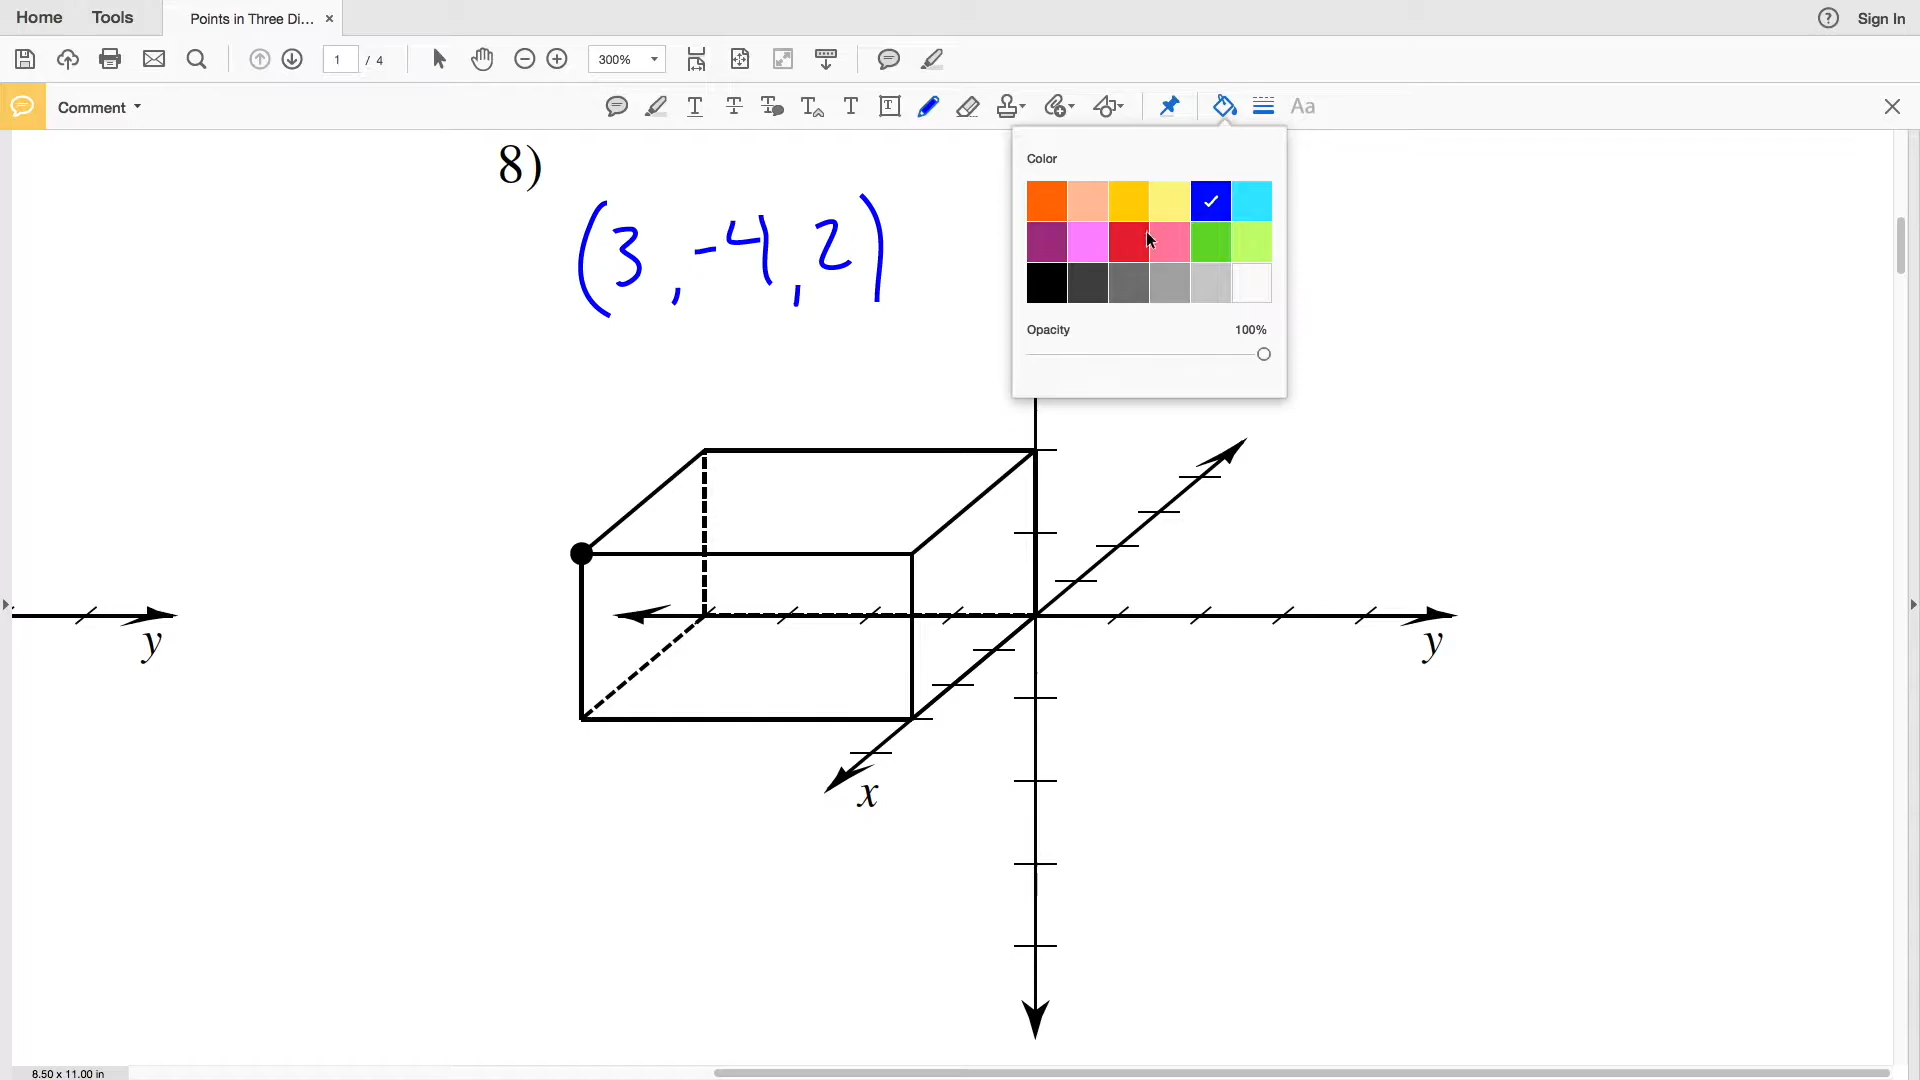 Home Tools Points in Three Di... × ? Sign In
1 / 4 300%
Comment T T T T T T Aa
Color
8)
(3, -4, 2)
Opacity 100%
y
y
x
8.50 x 11.00 in